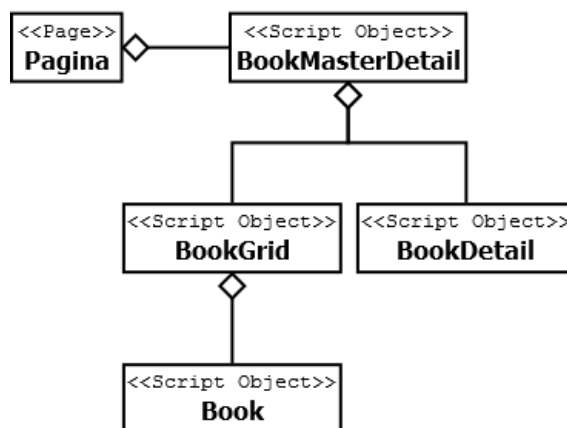 <<Page>>
Pagina
<<Script Object>>
BookMasterDetail
<<Script Object>>
BookGrid
<<Script Object>>
BookDetail
<<Script Object>>
Book